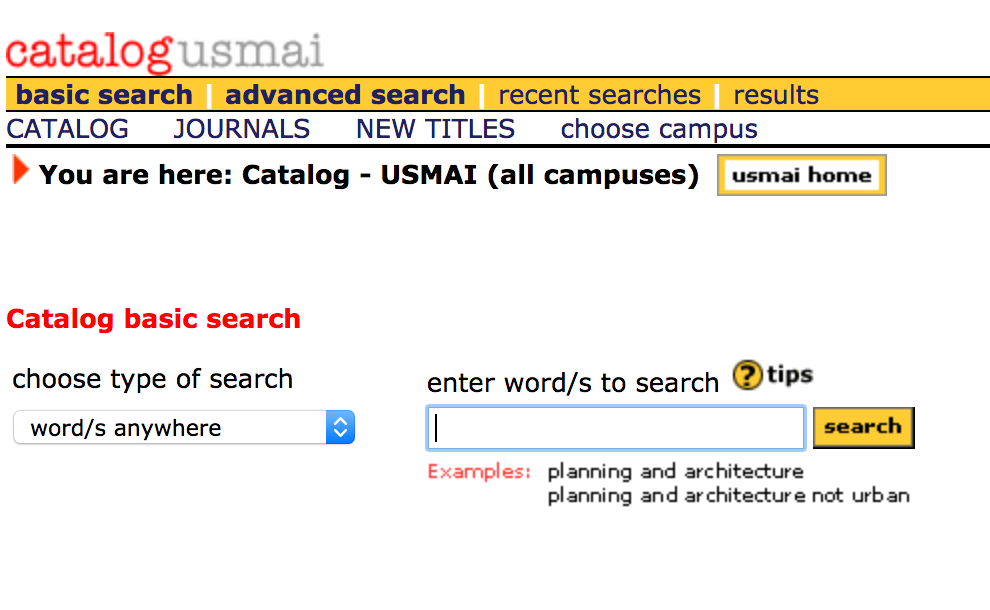 catalogusmai
basic search | advanced search | recent searches | results
CATALOG JOURNALS NEW TITLES choose campus
You are here: Catalog - USMAI (all campuses) usmai home
Catalog basic search
choose type of search enter word/s to search ? tips
word/s anywhere search
Examples: planning and architecture
planning and architecture not urban